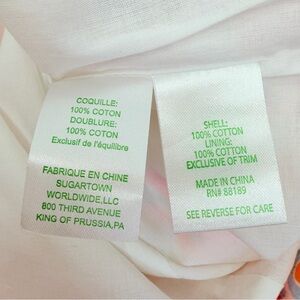 COQUILLE:
100% COTON
DOUBLURE:
100% COTON
Exclusif de l'équilibre
FABRIQUE EN CHINE
SUGARTOWN
WORLDWIDE,LLC
800 THIRD AVENUE
KING OF PRUSSIA,PA
SHELL:
100% COTTON
LINING:
100% COTTON
EXCLUSIVE OF TRIM
MADE IN CHINA
RN# 88189
SEE REVERSE FOR CARE